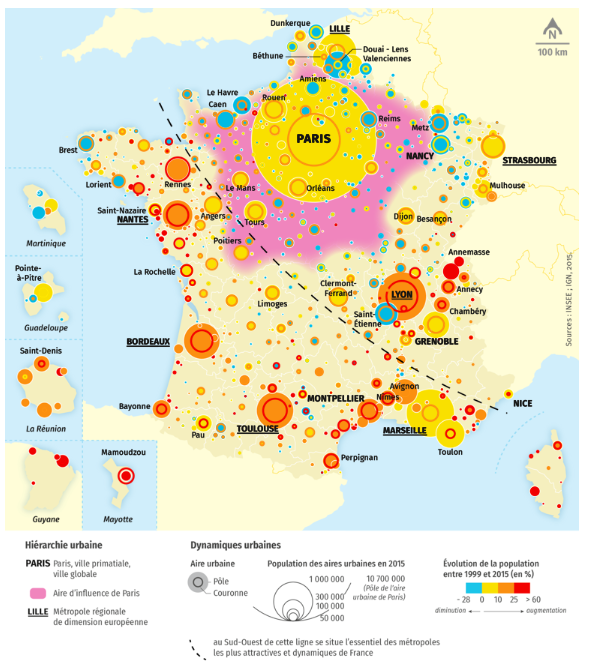 Dunkerque
LILLE
N
100 km
Béthune
Douai - Lens
Valenciennes
Amiens
Le Havre
Caen
Rouen
Reims
Metz
PARIS
NANCY
STRASBOURG
Brest
Lorient
Rennes
Le Mans
Orléans
Mulhouse
Saint-Nazaire
NANTES
Angers
Tours
Dijon
Besançon
Martinique
Poitiers
Annemasse
Pointe-
à-Pitre
La Rochelle
Clermont-
Ferrand
LYON
Annecy
Limoges
Chambéry
Guadeloupe
Saint-
Étienne
GRENOBLE
Saint-Denis
BORDEAUX
Avignon
Nîmes
MONTPELLIER
NICE
Bayonne
La Réunion
Pau
TOULOUSE
MARSEILLE
Toulon
Mamoudzou
Perpignan
Guyane
Mayotte
Sources : INSEE ; IGN, 2015.
Hiérarchie urbaine
PARIS Paris, ville primatiale,
ville globale
Aire d'influence de Paris
LILLE Métropole régionale
de dimension européenne
Dynamiques urbaines
Aire urbaine
Pôle
Couronne
Population des aires urbaines en 2015
1 000 000
300 000
100 000
50 000
10 700 000
(Pôle de l'aire
urbaine de Paris)
Évolution de la population
entre 1999 et 2015 (en %)
- 28 0 10 25 > 60
diminution augmentation
au Sud-Ouest de cette ligne se situe l'essentiel des métropoles
les plus attractives et dynamiques de France